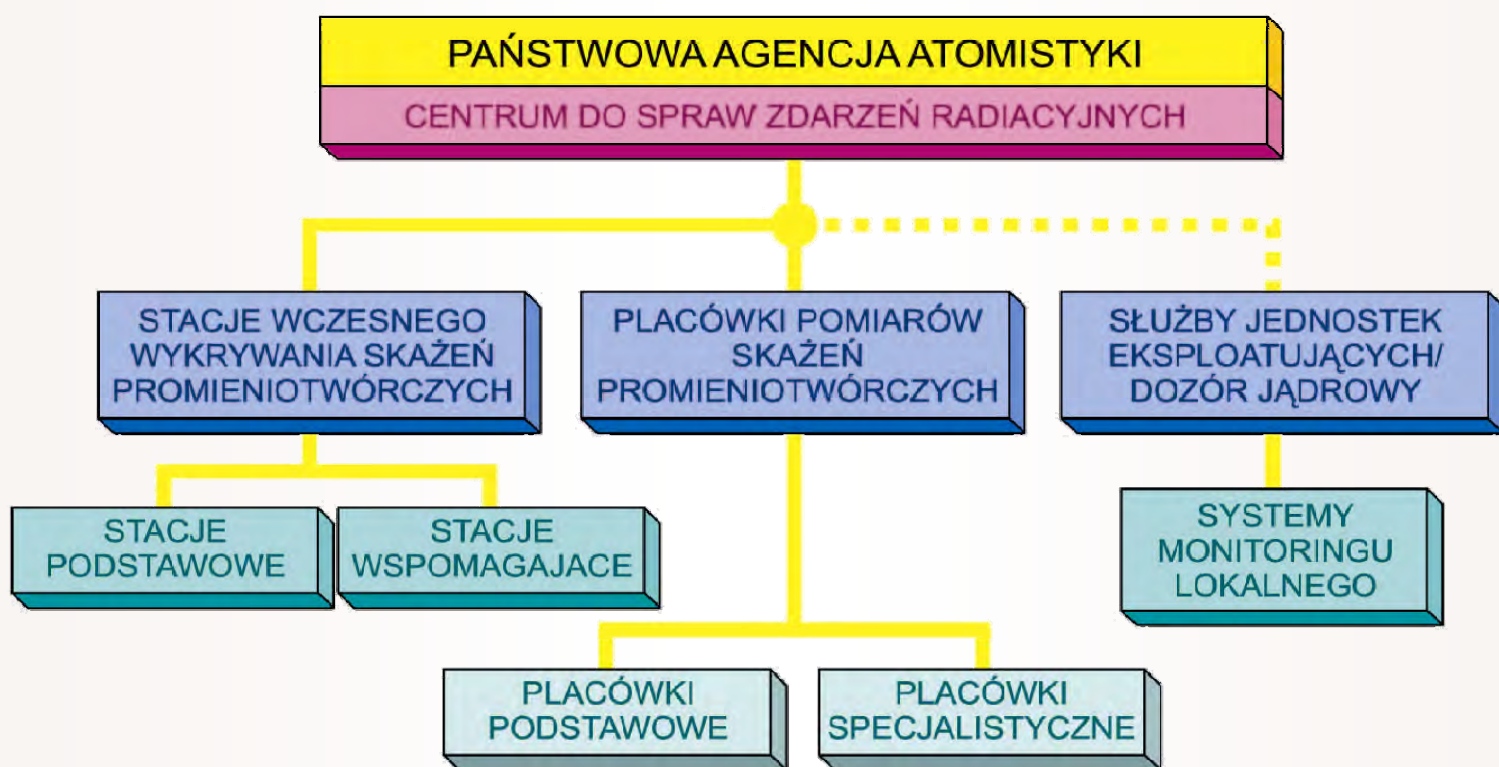 PAŃSTWOWA AGENCJA ATOMISTYKI
CENTRUM DO SPRAW ZDARZEŃ RADIACYJNYCH
STACJE WCZESNEGO
WYKRYWANIA SKAŻEŃ
PROMIENIOTWÓRCZYCH
PLACÓWKI POMIARÓW
SKAŻEŃ
PROMIENIOTWÓRCZYCH
SŁUŻBY JEDNOSTEK
EKSPLOATUJĄCYCH/
DOZÓR JĄDROWY
STACJE
PODSTAWOWE
STACJE
WSPOMAGAJACE
SYSTEMY
MONITORINGU
LOKALNEGO
PLACÓWKI
PODSTAWOWE
PLACÓWKI
SPECJALISTYCZNE